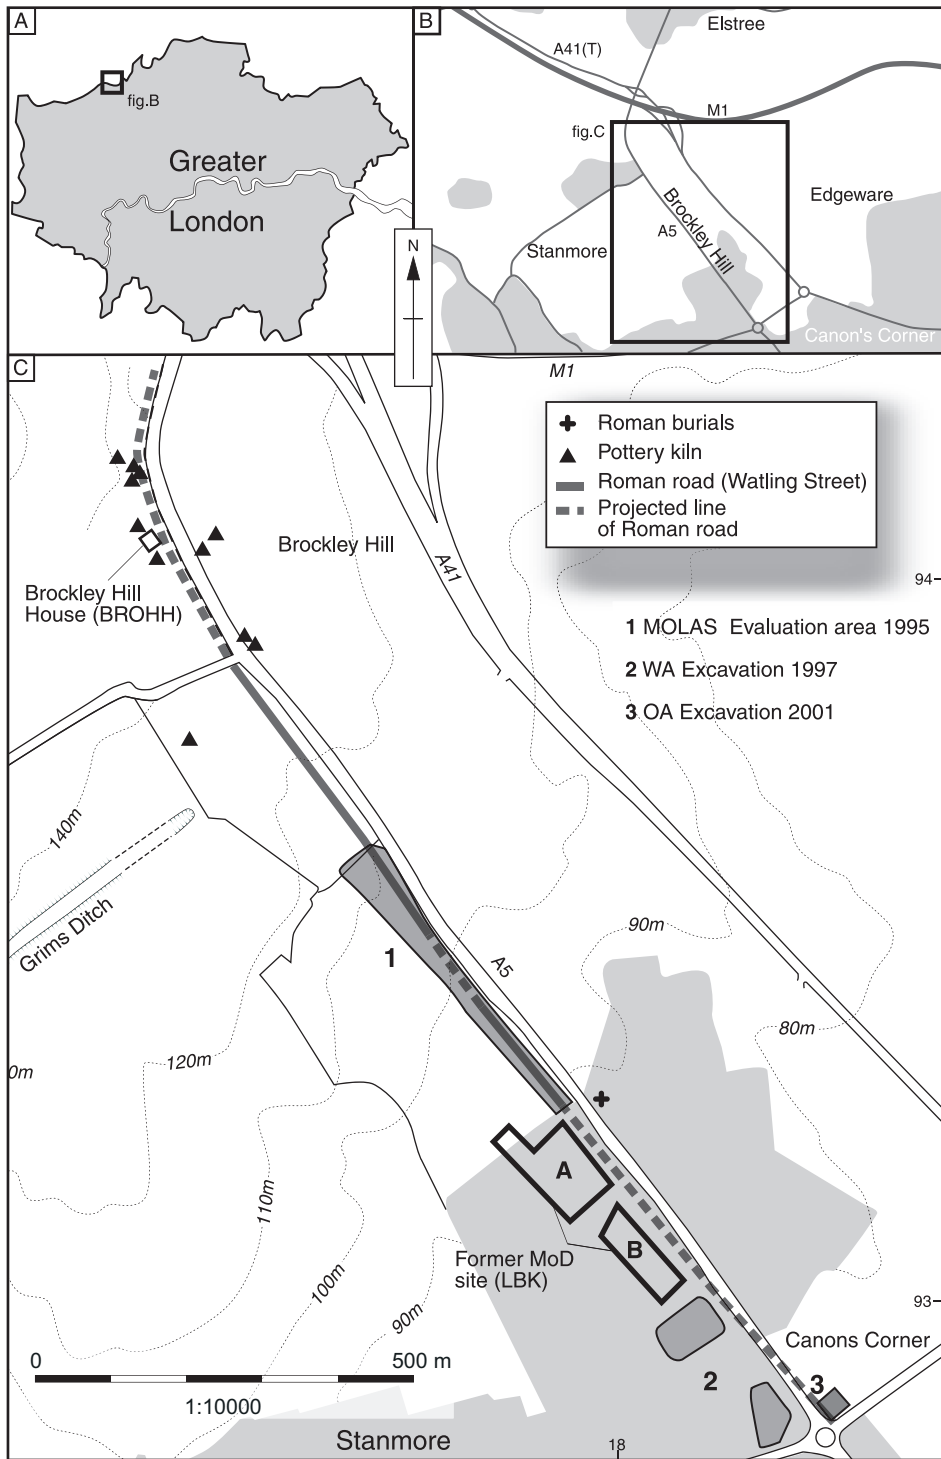 A
fig.B
Greater
London
B
Elstree
A41(T)
M1
fig.C
Edgeware
Brockley Hill
A5
Stanmore
Canon's Corner
N
C
M1
Roman burials
Pottery kiln
Roman road (Watling Street)
Projected line
of Roman road
Brockley Hill
A41
94
Brockley Hill
House (BROHH)
1 MOLAS Evaluation area 1995
2 WA Excavation 1997
3 OA Excavation 2001
140m
Grims Ditch
90m
1
A5
80m
120m
0m
A
110m
B
Former MoD
site (LBK)
100m
93
90m
Canons Corner
0
500 m
2
3
1:10000
Stanmore
18